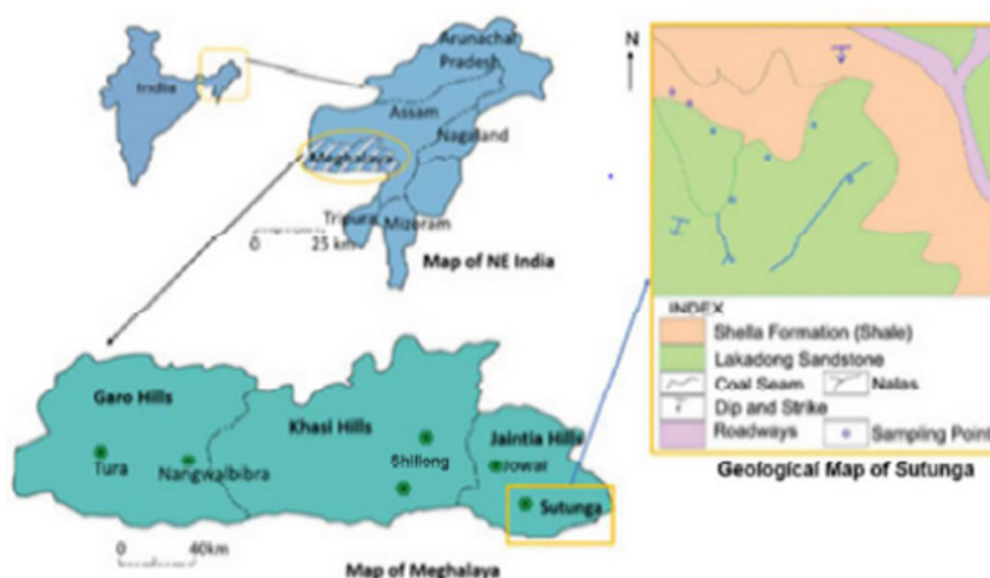 India
Arunachal
Pradesh
Assam
Nagaland
Meghalaya
Tripura
Mizoram
0 25 km
Map of NE India
N
INDEX
Shella Formation (Shale)
Lakadong Sandstone
Coal Seam
Nalas
Dip and Strike
Roadways
Sampling Point
Geological Map of Sutunga
Garo Hills
Tura
Nangwalbibra
Khasi Hills
Shillong
Jaintia Hills
Jowai
Sutunga
0 40km
Map of Meghalaya